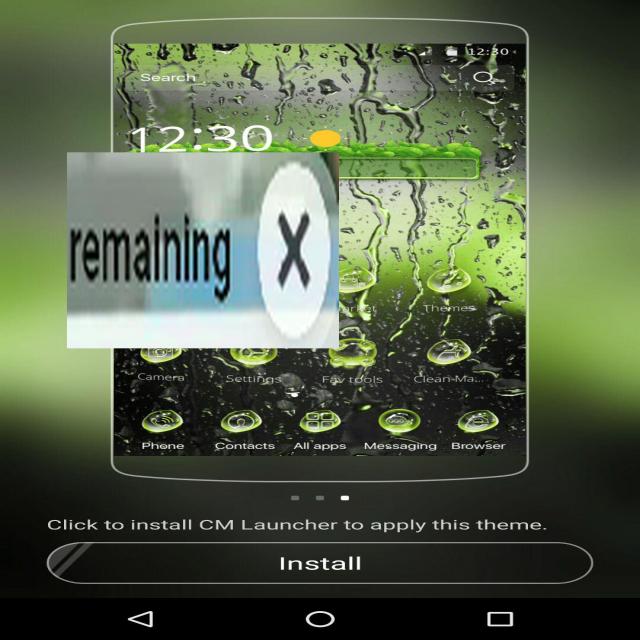 12:30
Search
12:30
remaining X
Themes
Camera Settings Fav tools Clean-Ma...
Phone Contacts All apps Messaging Browser
Click to install CM Launcher to apply this theme.
Install